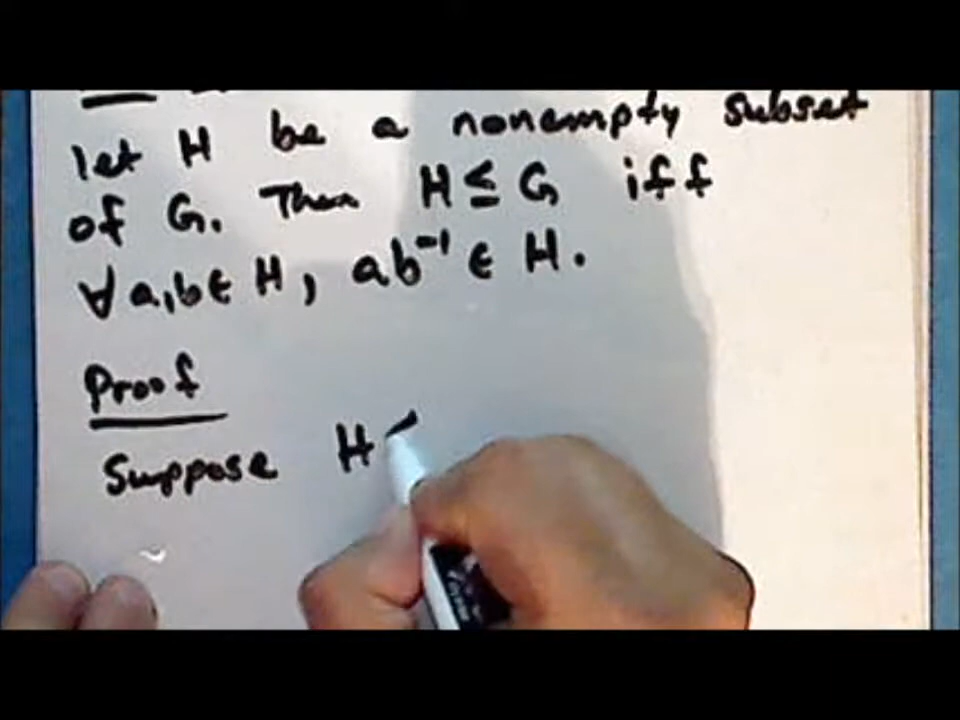 let H be a nonempty subset
of G. Then H ≤ G iff
∀ a,b ∈ H, ab⁻¹ ∈ H.
Proof
Suppose H